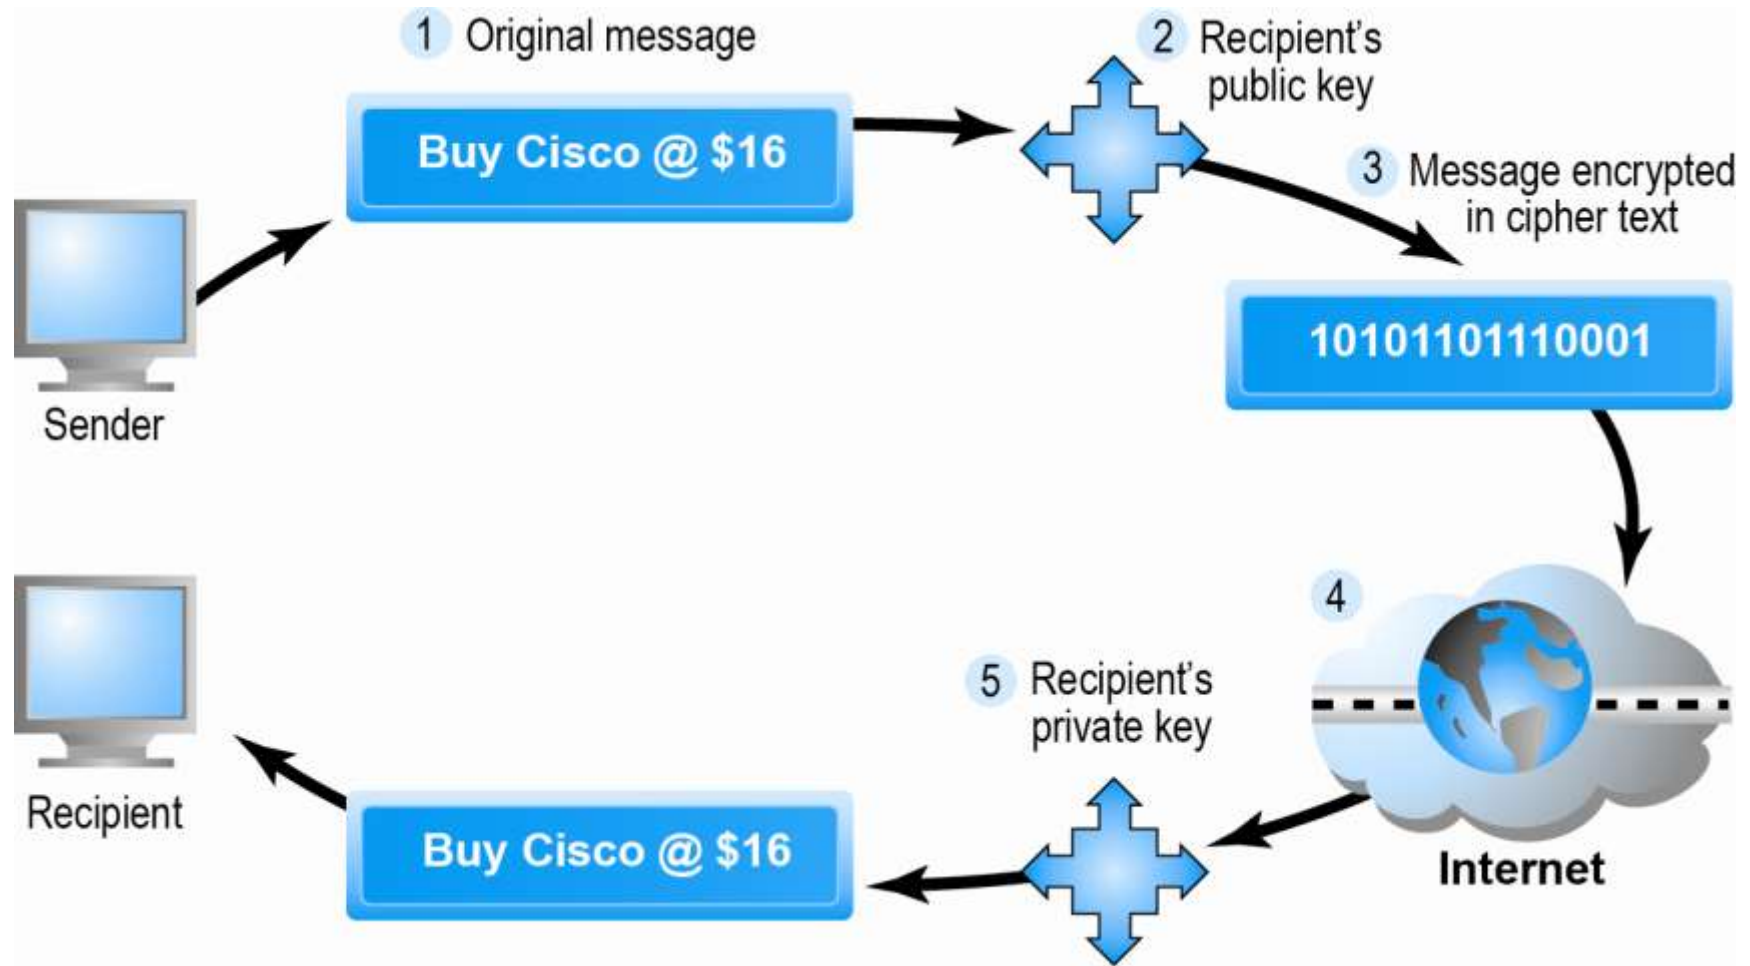 1 Original message
Buy Cisco @ $16
2 Recipient's
public key
3 Message encrypted
in cipher text
10101101110001
Sender
4
Internet
5 Recipient's
private key
Buy Cisco @ $16
Recipient